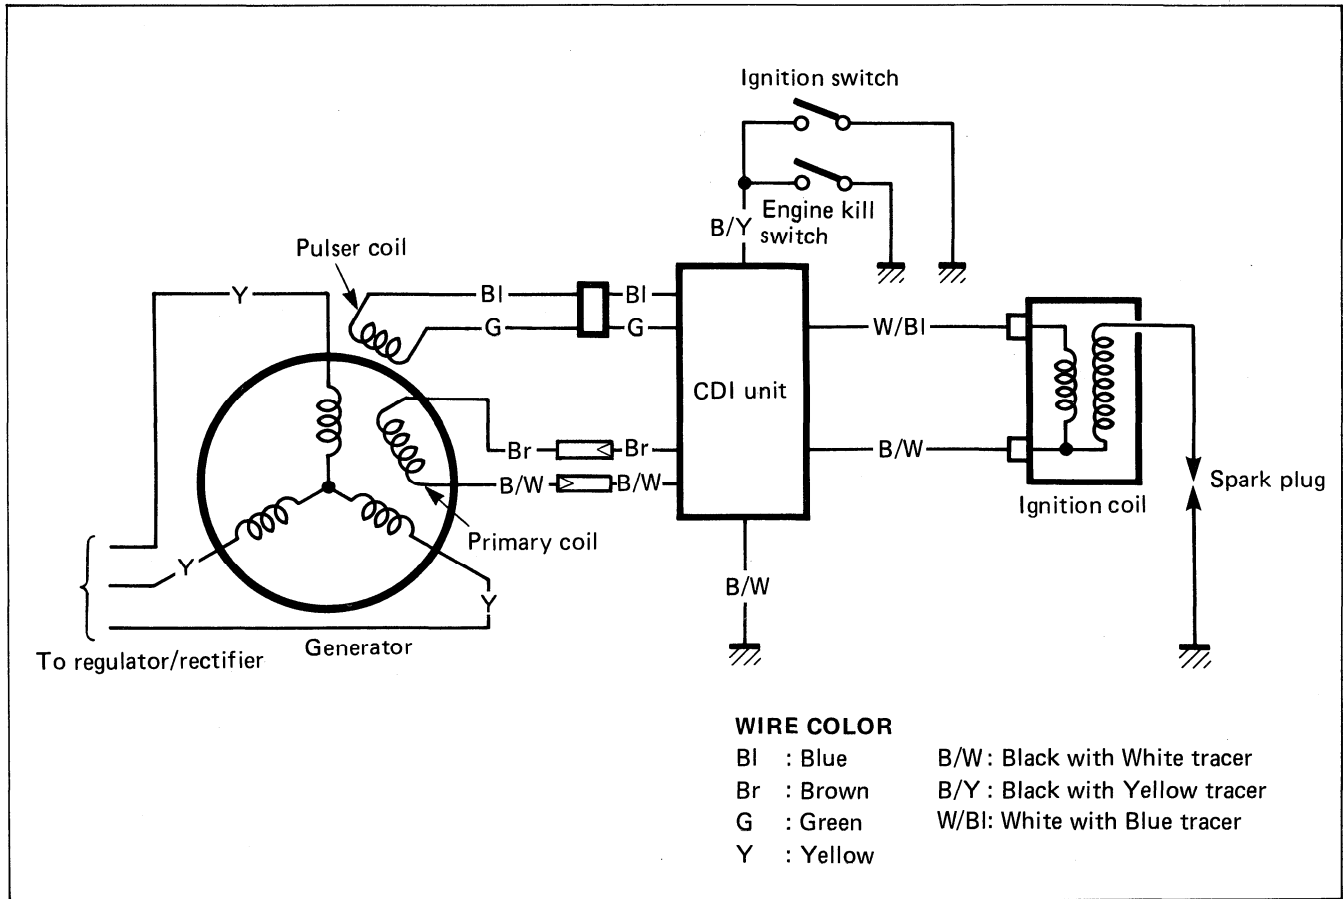 Ignition switch
Engine kill
switch
B/Y
Pulser coil
Y
Bl
Bl
G
G
W/Bl
CDI unit
Br
Br
B/W
B/W
B/W
Spark plug
Ignition coil
Primary coil
Y
Y
B/W
Generator
To regulator/rectifier
WIRE COLOR
Bl : Blue
Br : Brown
G : Green
Y : Yellow
B/W : Black with White tracer
B/Y : Black with Yellow tracer
W/Bl: White with Blue tracer